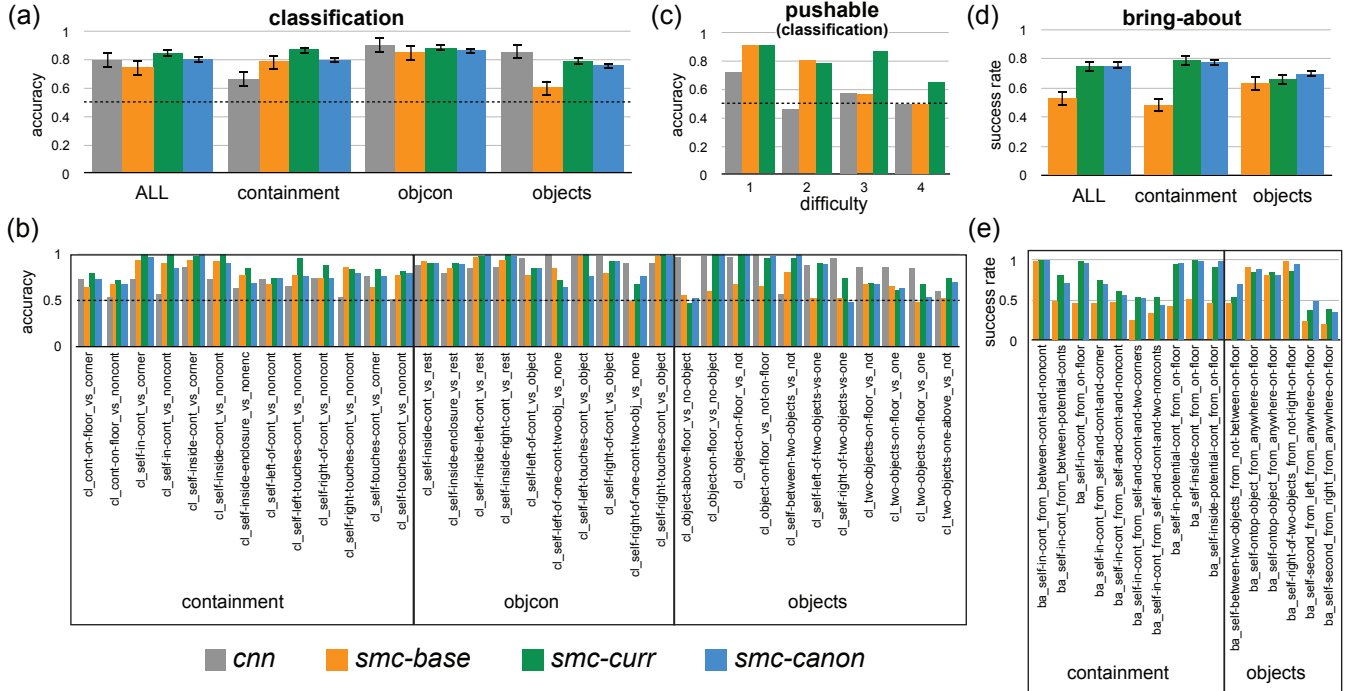 (a)
classification
accuracy
1
0.8
0.6
0.4
0.2
0
ALL
containment
objcon
objects
(c)
pushable
(classification)
accuracy
1
0.8
0.6
0.4
0.2
0
1
2
3
4
difficulty
(d)
bring-about
success rate
1
0.8
0.6
0.4
0.2
0
ALL
containment
objects
(b)
accuracy
1
0.5
0
cl_cont-on-floor_vs_corner
cl_cont-on-floor_vs_noncont
cl_self-in-cont_vs_corner
cl_self-in-cont_vs_noncont
cl_self-inside-cont_vs_corner
cl_self-inside-cont_vs_noncont
cl_self-inside-enclosure_vs_nonenc
cl_self-left-of-cont_vs_noncont
cl_self-left-touches-cont_vs_noncont
cl_self-right-of-cont_vs_noncont
cl_self-right-touches-cont_vs_noncont
cl_self-touches-cont_vs_corner
cl_self-touches-cont_vs_noncont
cl_self-inside-cont_vs_rest
cl_self-inside-enclosure_vs_rest
cl_self-inside-left-cont_vs_rest
cl_self-inside-right-cont_vs_rest
cl_self-left-of-cont_vs_object
cl_self-left-of-one-cont-two-obj_vs_none
cl_self-left-touches-cont_vs_object
cl_self-right-of-cont_vs_object
cl_self-right-of-one-cont-two-obj_vs_none
cl_self-right-touches-cont_vs_object
cl_object-above-floor_vs_no-object
cl_object-on-floor_vs_no-object
cl_object-on-floor_vs_not
cl_object-on-floor_vs_not-on-floor
cl_self-between-two-objects_vs_not
cl_self-left-of-two-objects-vs-one
cl_self-right-of-two-objects-vs-one
cl_two-objects-on-floor_vs_not
cl_two-objects-on-floor_vs_one
cl_two-objects-on-floor_vs_one
cl_two-objects-one-above_vs_not
containment
objcon
objects
(e)
success rate
1
0.5
0
ba_self-in-cont_from_between-cont-and-noncont
ba_self-in-cont_from_between-potential-conts
ba_self-in-cont_from_on-floor
ba_self-in-cont_from_self-and-cont-and-corner
ba_self-in-cont_from_self-and-cont-and-noncont
ba_self-in-cont_from_self-and-cont-and-two-corners
ba_self-in-cont_from_self-and-cont-and-two-nonconts
ba_self-in-potential-cont_from_on-floor
ba_self-inside-cont_from_on-floor
ba_self-inside-potential-cont_from_on-floor
ba_self-between-two-objects_from_not-between-on-floor
ba_self-ontop-object_from_anywhere-on-floor
ba_self-ontop-object_from_anywhere-on-floor
ba_self-right-of-two-objects_from_not-right-on-floor
ba_self-second_from_left_from_anywhere-on-floor
ba_self-second_from_right_from_anywhere-on-floor
containment
objects
cnn
smc-base
smc-curr
smc-canon